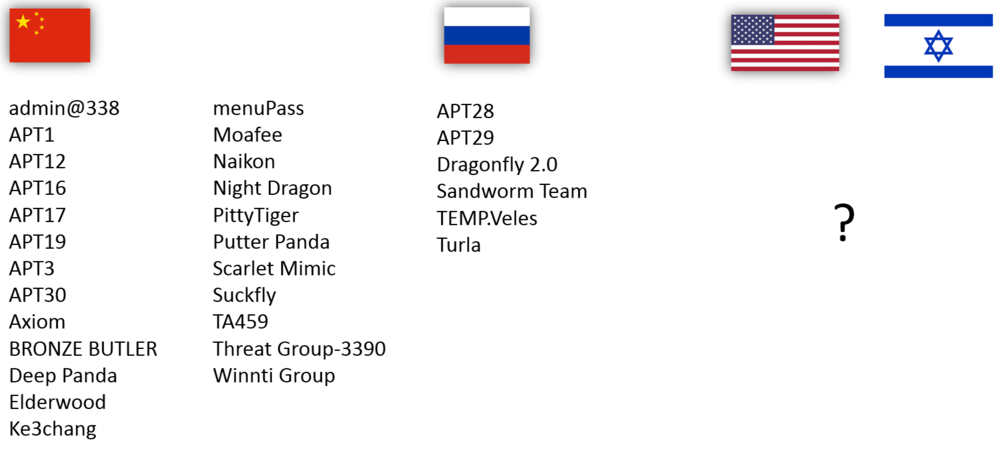 admin@338
APT1
APT12
APT16
APT17
APT19
APT3
APT30
Axiom
BRONZE BUTLER
Deep Panda
Elderwood
Ke3chang
menuPass
Moafee
Naikon
Night Dragon
PittyTiger
Putter Panda
Scarlet Mimic
Suckfly
TA459
Threat Group-3390
Winnti Group
APT28
APT29
Dragonfly 2.0
Sandworm Team
TEMP.Veles
Turla
?